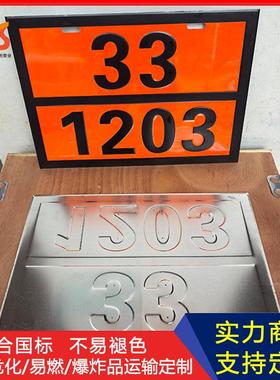 33
1203
1203
33
合国标 不易褪色
危化/易燃/爆炸品运输定制
实力商
支持定